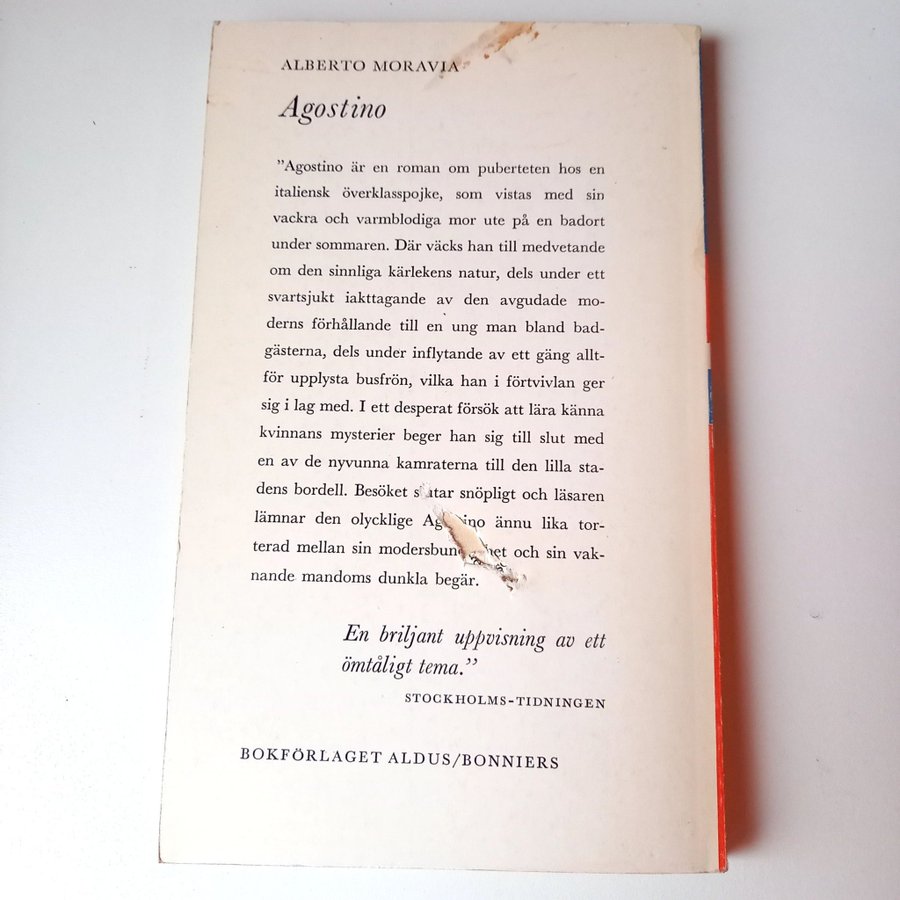 ALBERTO MORAVIA
Agostino
”Agostino är en roman om puberteten hos en
italiensk överklasspojke, som vistas med sin
vackra och varmblodiga mor ute på en badort
under sommaren. Där väcks han till medvetande
om den sinnliga kärlekens natur, dels under ett
svartsjukt iakttagande av den avgudade mo-
derns förhållande till en ung man bland bad-
gästerna, dels under inflytande av ett gäng allt-
för upplysta busfrön, vilka han i förtvivlan ger
sig i lag med. I ett desperat försök att lära känna
kvinnans mysterier beger han sig till slut med
en av de nyvunna kamraterna till den lilla sta-
dens bordell. Besöket snöpligt och läsaren
lämnar den olycklige ännu lika tor-
terad mellan sin och sin vak-
nande mandoms dunkla begär.
En briljant uppvisning av ett
ömtåligt tema.”
STOCKHOLMS-TIDNINGEN
BOKFÖRLAGET ALDUS/BONNIERS